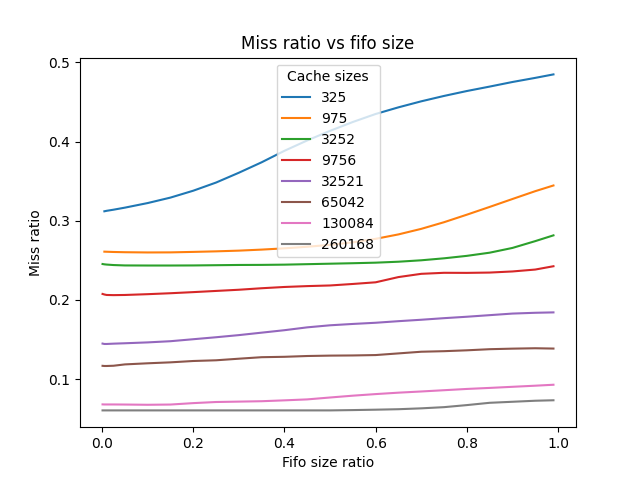 Miss ratio vs fifo size
0.5
0.4
0.3
0.2
0.1
Miss ratio
Cache sizes
325
975
3252
9756
32521
65042
130084
260168
0.0 0.2 0.4 0.6 0.8 1.0
Fifo size ratio